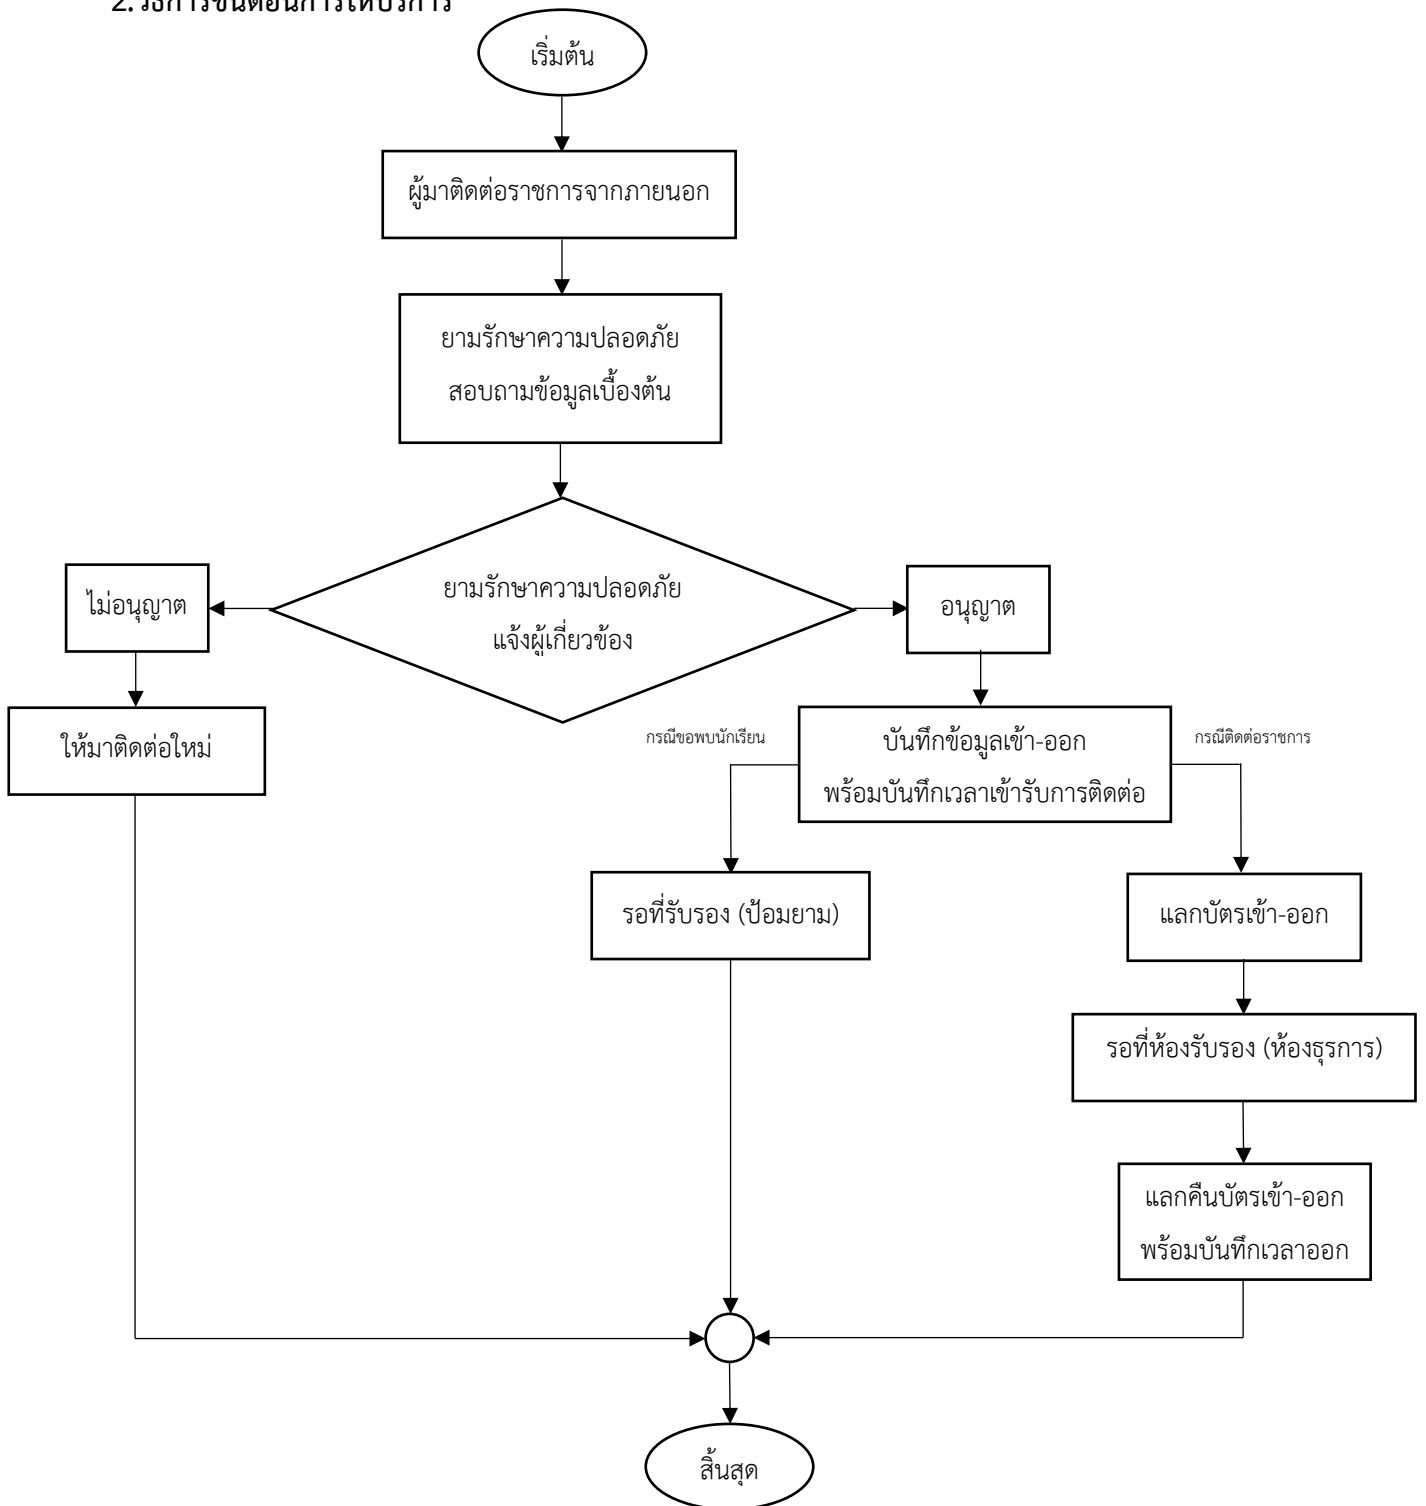 2.วิธีการขั้นตอนการให้บริการ
เริ่มต้น
ผู้มาติดต่อราชการจากภายนอก
ยามรักษาความปลอดภัย
สอบถามข้อมูลเบื้องต้น
ยามรักษาความปลอดภัย
แจ้งผู้เกี่ยวข้อง
ไม่อนุญาต
อนุญาต
ให้มาติดต่อใหม่
กรณีขอพบนักเรียน
บันทึกข้อมูลเข้า-ออก
พร้อมบันทึกเวลาเข้ารับการติดต่อ
กรณีติดต่อราชการ
รอที่รับรอง (ป้อมยาม)
แลกบัตรเข้า-ออก
รอที่ห้องรับรอง (ห้องธุรการ)
แลกคืนบัตรเข้า-ออก
พร้อมบันทึกเวลาออก
สิ้นสุด